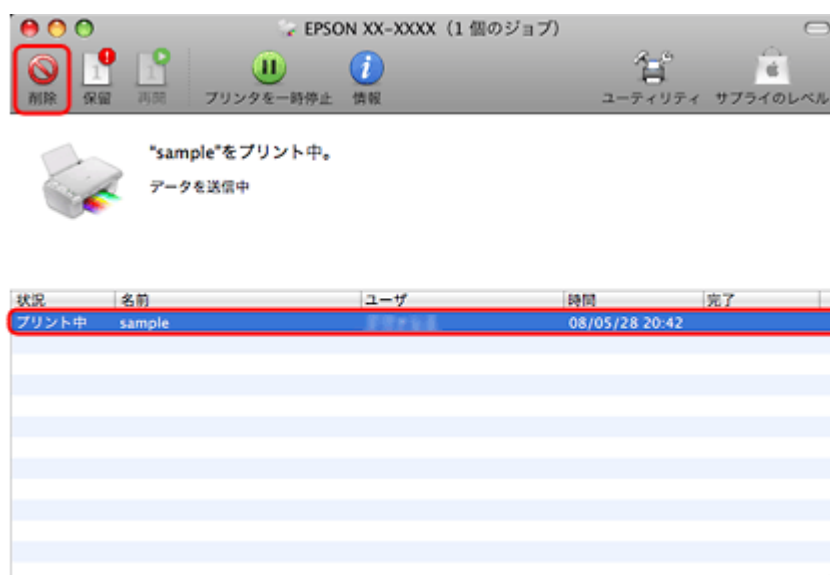 EPSON XX-XXXX（1 個のジョブ）
削除 保留 再開 プリンタを一時停止 情報 ユーティリティ サプライのレベル
"sample"をプリント中。
データを送信中
状況 名前 ユーザ 時間 完了
プリント中 sample 08/05/28 20:42